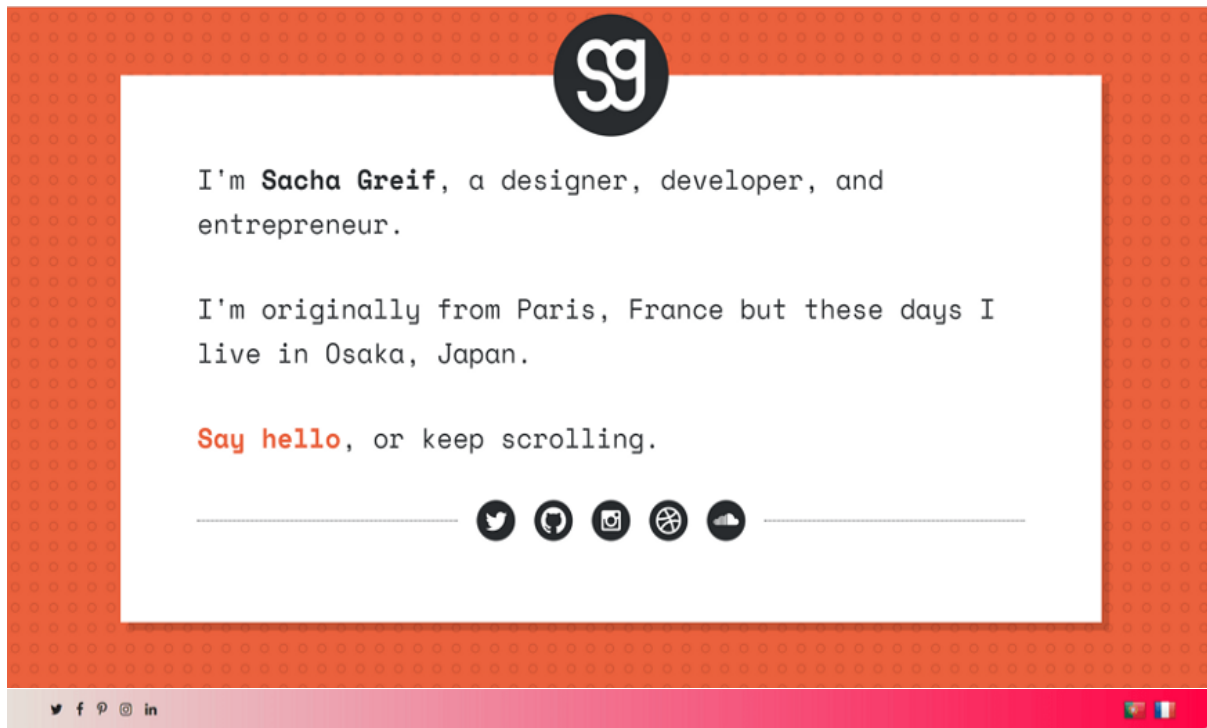 sg
I'm Sacha Greif, a designer, developer, and
entrepreneur.
I'm originally from Paris, France but these days I
live in Osaka, Japan.
Say hello, or keep scrolling.